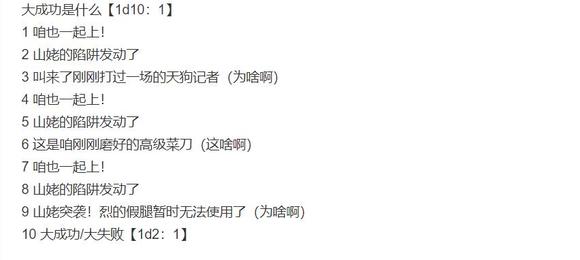 大成功是什么【1d10：1】
1 咱也一起上！
2 山姥的陷阱发动了
3 叫来了刚刚打过一场的天狗记者（为啥啊）
4 咱也一起上！
5 山姥的陷阱发动了
6 这是咱刚刚磨好的高级菜刀（这啥啊）
7 咱也一起上！
8 山姥的陷阱发动了
9 山姥突袭！烈的假腿暂时无法使用了（为啥啊）
10 大成功/大失败【1d2：1】